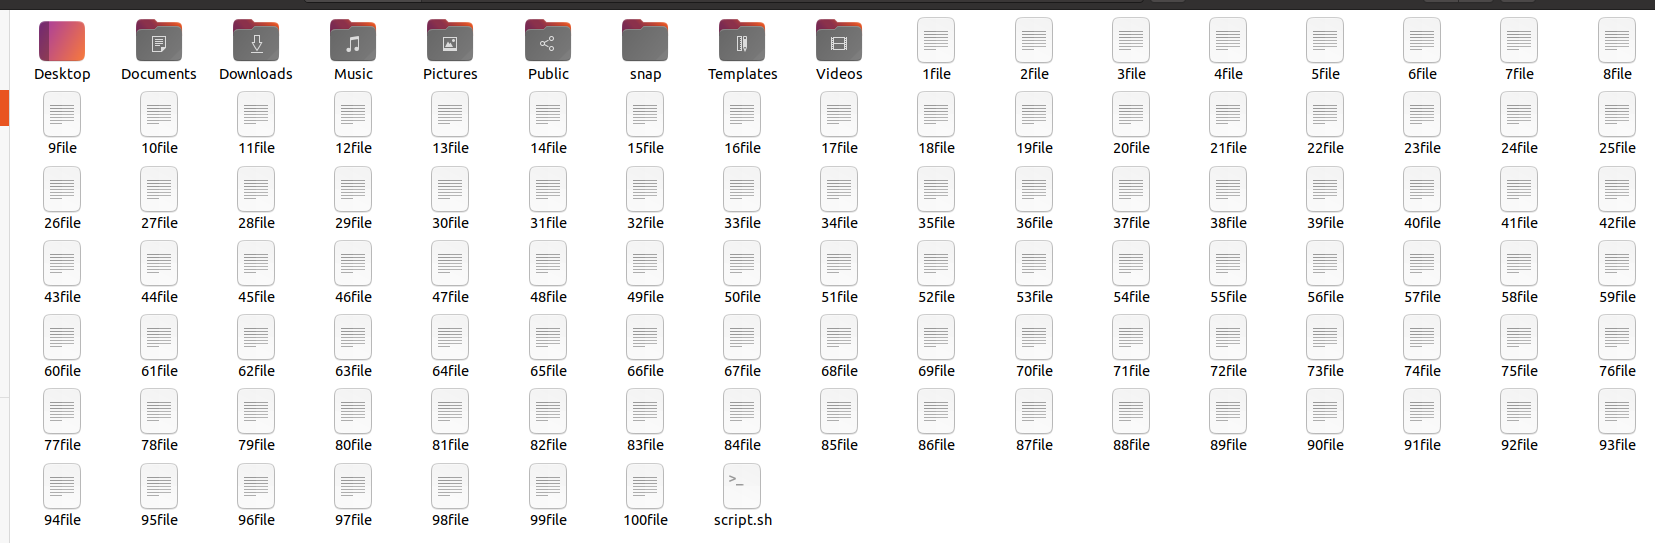 Desktop Documents Downloads Music Pictures Public snap Templates Videos 1file 2file 3file 4file 5file 6file 7file 8file
9file 10file 11file 12file 13file 14file 15file 16file 17file 18file 19file 20file 21file 22file 23file 24file 25file
26file 27file 28file 29file 30file 31file 32file 33file 34file 35file 36file 37file 38file 39file 40file 41file 42file
43file 44file 45file 46file 47file 48file 49file 50file 51file 52file 53file 54file 55file 56file 57file 58file 59file
60file 61file 62file 63file 64file 65file 66file 67file 68file 69file 70file 71file 72file 73file 74file 75file 76file
77file 78file 79file 80file 81file 82file 83file 84file 85file 86file 87file 88file 89file 90file 91file 92file 93file
>_
94file 95file 96file 97file 98file 99file 100file script.sh